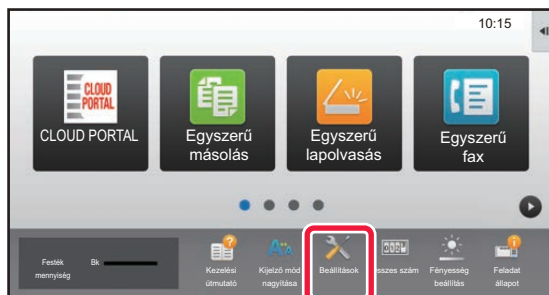 10:15
CLOUD
PORTAL
CLOUD PORTAL
Egyszerű
másolás
Egyszerű
lapolvasás
Egyszerű
fax
Festék
mennyiség
Bk
Kezelési
útmutató
Kijelző mód
nagyítása
Beállítások
sszes szám
Fényesség
beállítás
Feladat
állapot